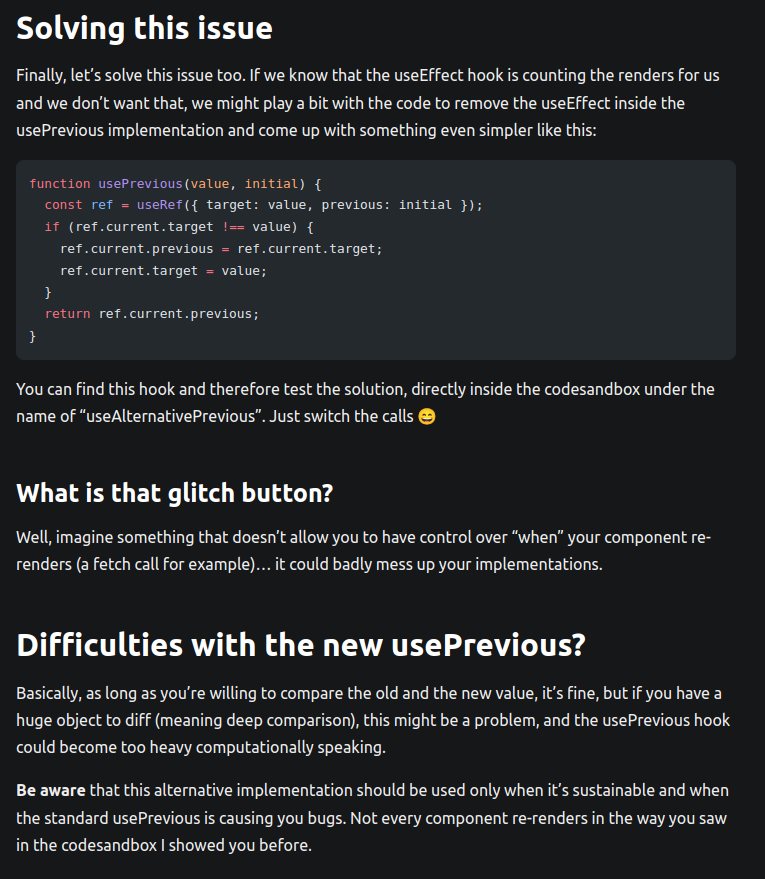 Solving this issue
Finally, let’s solve this issue too. If we know that the useEffect hook is counting the renders for us
and we don’t want that, we might play a bit with the code to remove the useEffect inside the
usePrevious implementation and come up with something even simpler like this:
function usePrevious(value, initial) {
  const ref = useRef({ target: value, previous: initial });
  if (ref.current.target !== value) {
    ref.current.previous = ref.current.target;
    ref.current.target = value;
  }
  return ref.current.previous;
}
You can find this hook and therefore test the solution, directly inside the codesandbox under the
name of “useAlternativePrevious”. Just switch the calls 😄
What is that glitch button?
Well, imagine something that doesn’t allow you to have control over “when” your component re-
renders (a fetch call for example)… it could badly mess up your implementations.
Difficulties with the new usePrevious?
Basically, as long as you’re willing to compare the old and the new value, it’s fine, but if you have a
huge object to diff (meaning deep comparison), this might be a problem, and the usePrevious hook
could become too heavy computationally speaking.
Be aware that this alternative implementation should be used only when it’s sustainable and when
the standard usePrevious is causing you bugs. Not every component re-renders in the way you saw
in the codesandbox I showed you before.